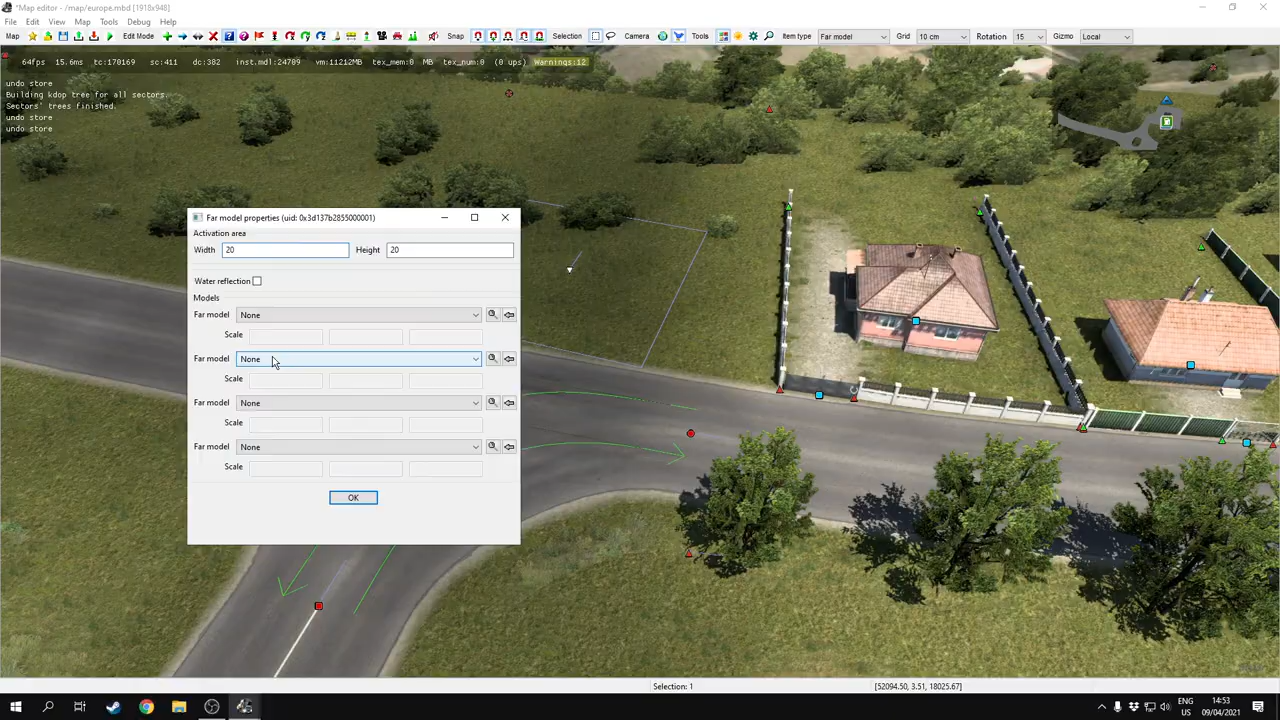 *Map editor - /map/europe.mbd [1918x948]
File Edit View Map Tools Debug Help
Map Edit Mode Snap Selection Camera Tools Item type Far model Grid 10 cm Rotation 15 Gizmo Local
64fps 15.6ms tc:170169 sc:411 dc:382 inst.mdl:24789 vm:11212MB tex_mem:0 MB tex_num:0 (0 ups) Warnings:12
undo store
Building kdop tree for all sectors.
Sectors' trees finished.
undo store
undo store
Far model properties (uid: 0x3d137b2855000001)
Activation area
Width 20 Height 20
Water reflection
Models
Far model None
Scale
Far model None
Scale
Far model None
Scale
Far model None
Scale
OK
Selection: 1 [52094.50, 3.51, 18025.67]
ENG 14:53
US 09/04/2021